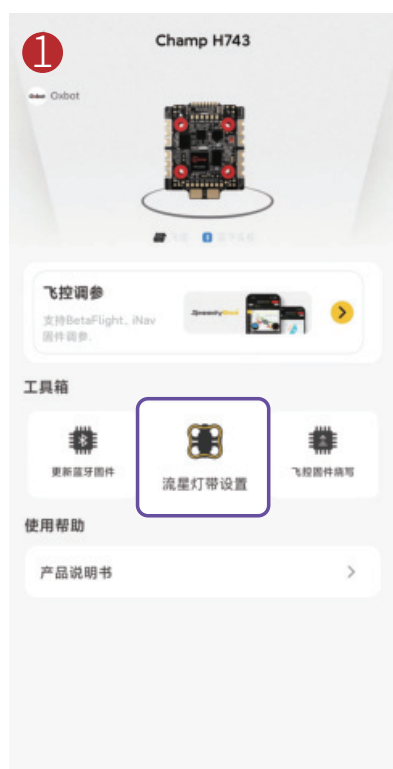 1
Champ H743
Oxbot
飞控调参
支持BetaFlight、iNav
固件调参.
SpeedyBee
工具箱
更新蓝牙固件
流星灯带设置
飞控固件烧写
使用帮助
产品说明书